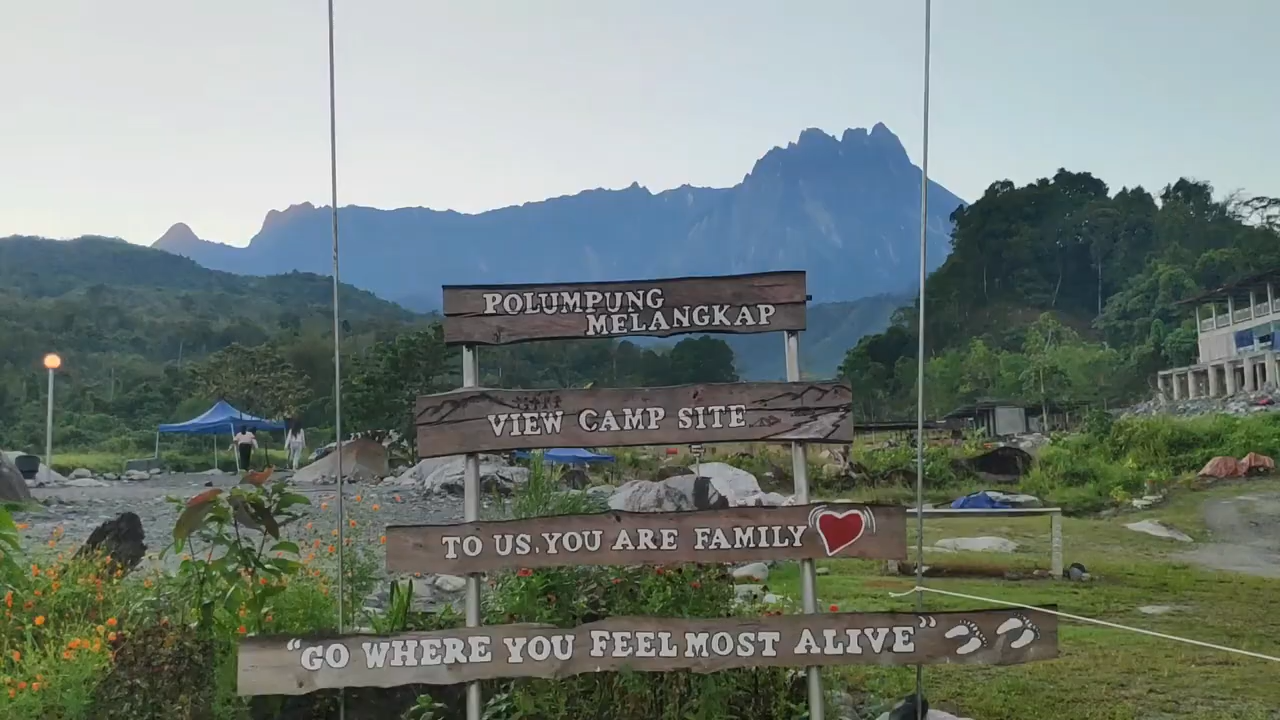 POLUMPUNG
MELANGKAP
VIEW CAMP SITE
TO US.YOU ARE FAMILY
"GO WHERE YOU FEEL MOST ALIVE"